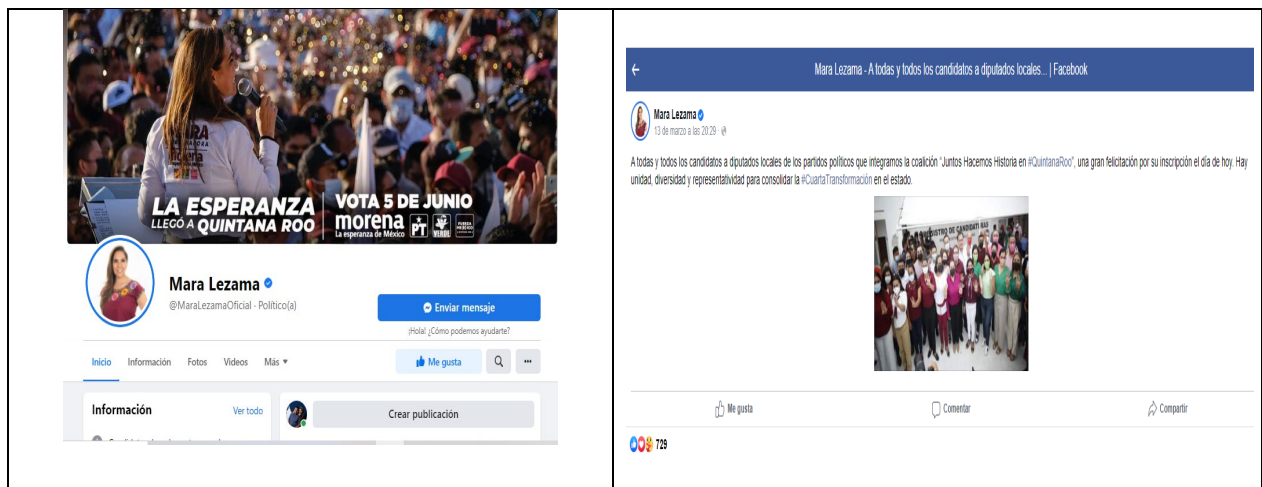 MARA
morena
LA ESPERANZA
LLEGÓ A QUINTANA ROO
VOTA 5 DE JUNIO
morena
La esperanza de México
PT
VERDE
Mara Lezama
@MaraLezamaOficial · Político(a)
Enviar mensaje
¡Hola! ¿Cómo podemos ayudarte?
Inicio Información Fotos Videos Más
Me gusta
Información
Ver todo
Crear publicación
Mara Lezama - A todas y todos los candidatos a diputados locales... | Facebook
Mara Lezama
13 de marzo a las 20:29 ·
A todas y todos los candidatos a diputados locales de los partidos políticos que integramos la coalición "Juntos Hacemos Historia en #QuintanaRoo", una gran felicitación por su inscripción el día de hoy. Hay
unidad, diversidad y representatividad para consolidar la #CuartaTransformación en el estado.
Me gusta
Comentar
Compartir
729